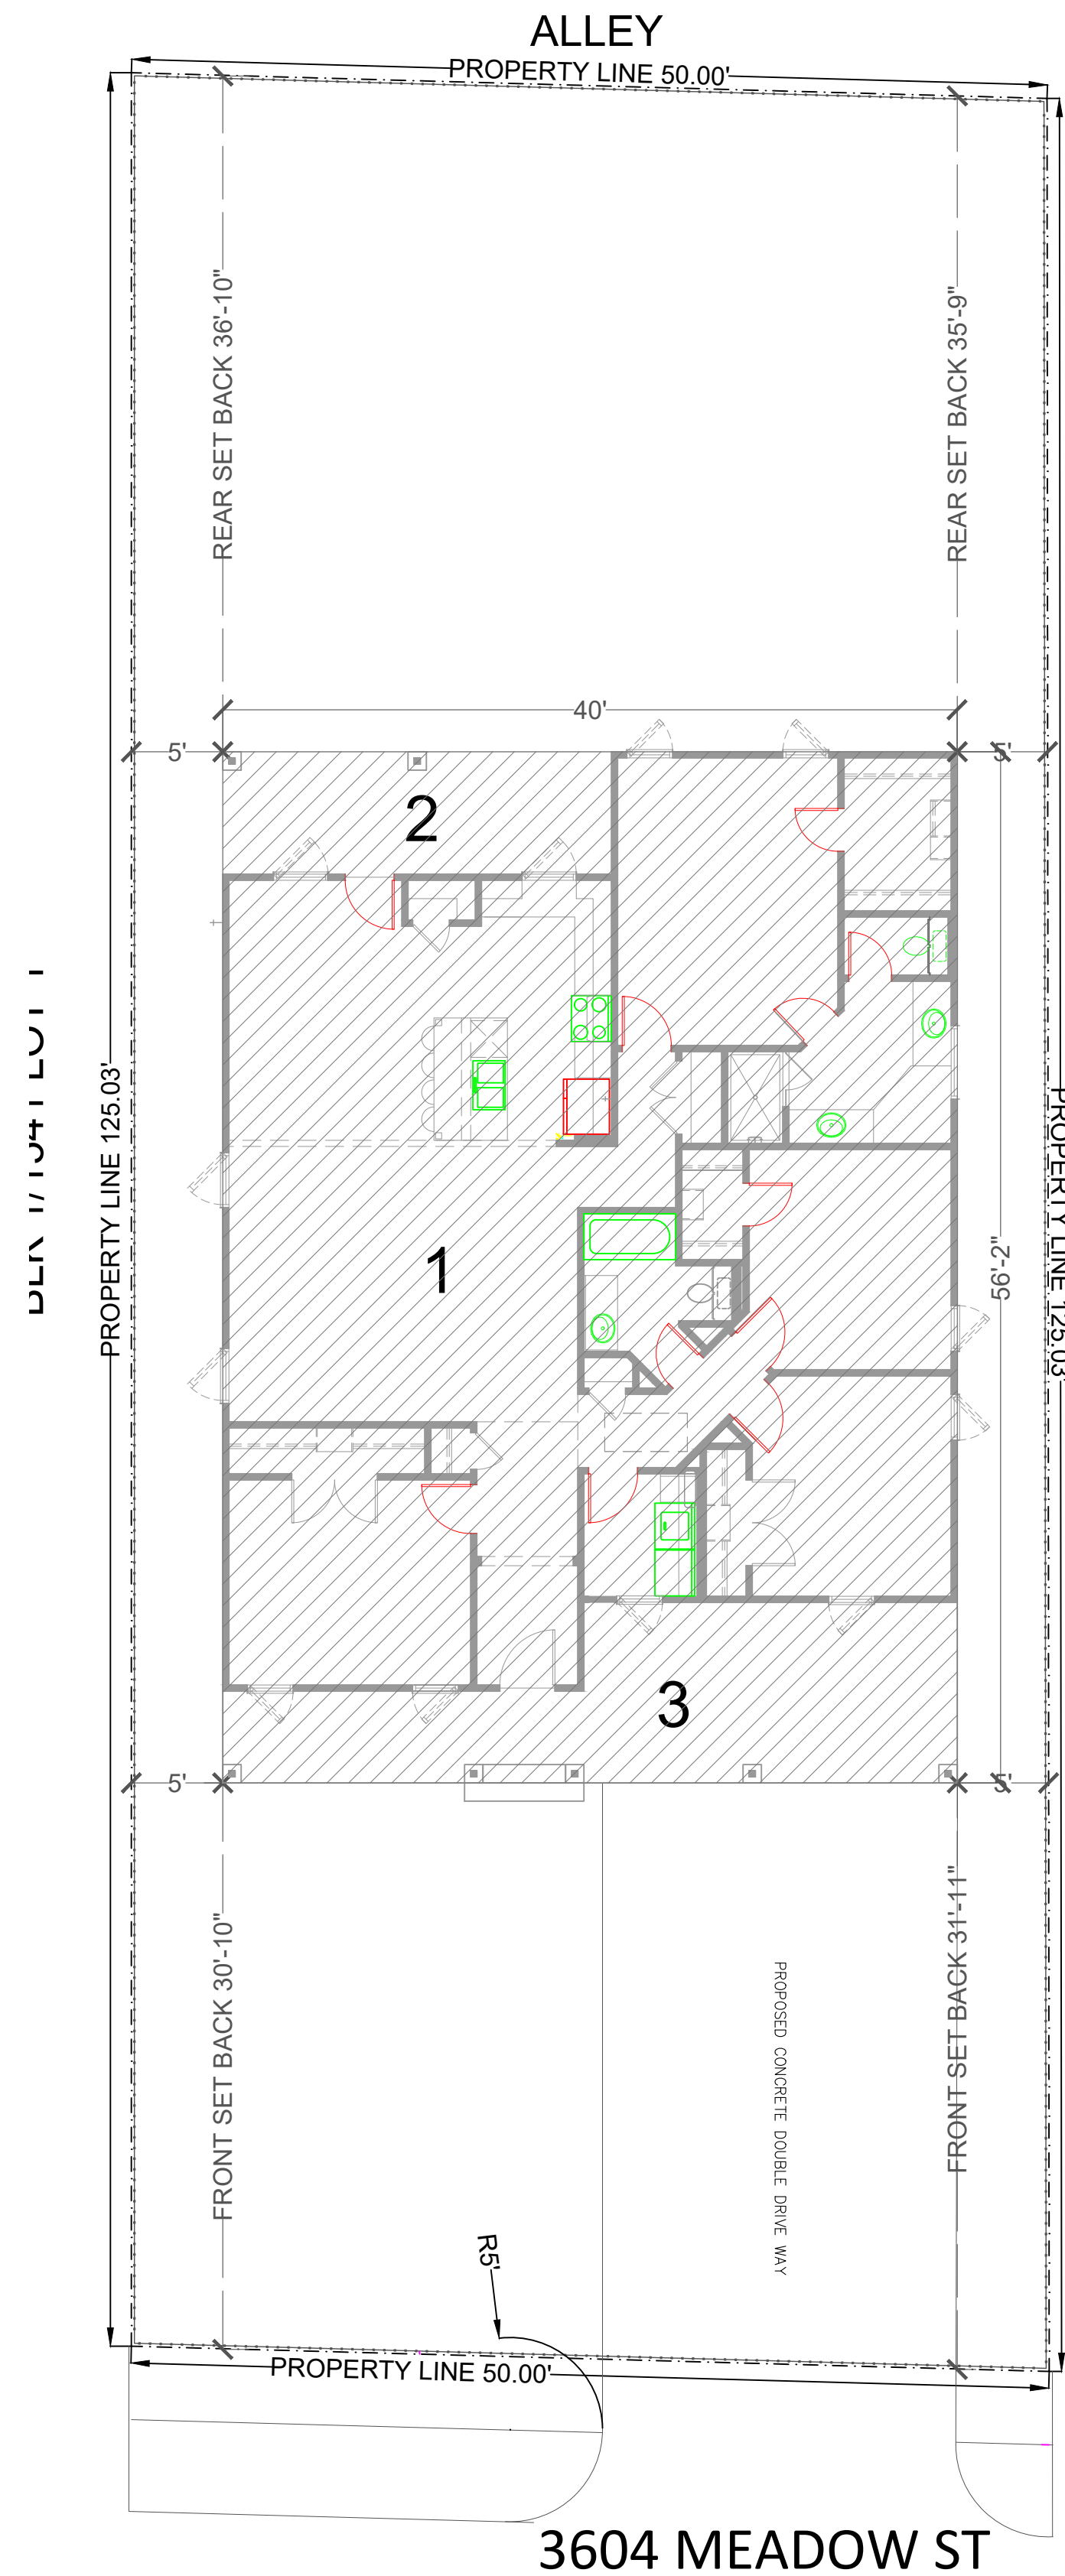 ALLEY
PROPERTY LINE 50.00'
REAR SET BACK 36'-10"
REAR SET BACK 35'-9"
40'
5'
5'
2
PROPERTY LINE 125.03'
PROPERTY LINE 125.03'
1
56'-2"
3
5'
5'
FRONT SET BACK 30'-10"
FRONT SET BACK 31'-11"
PROPOSED CONCRETE DOUBLE DRIVE WAY
R5'
PROPERTY LINE 50.00'
3604 MEADOW ST